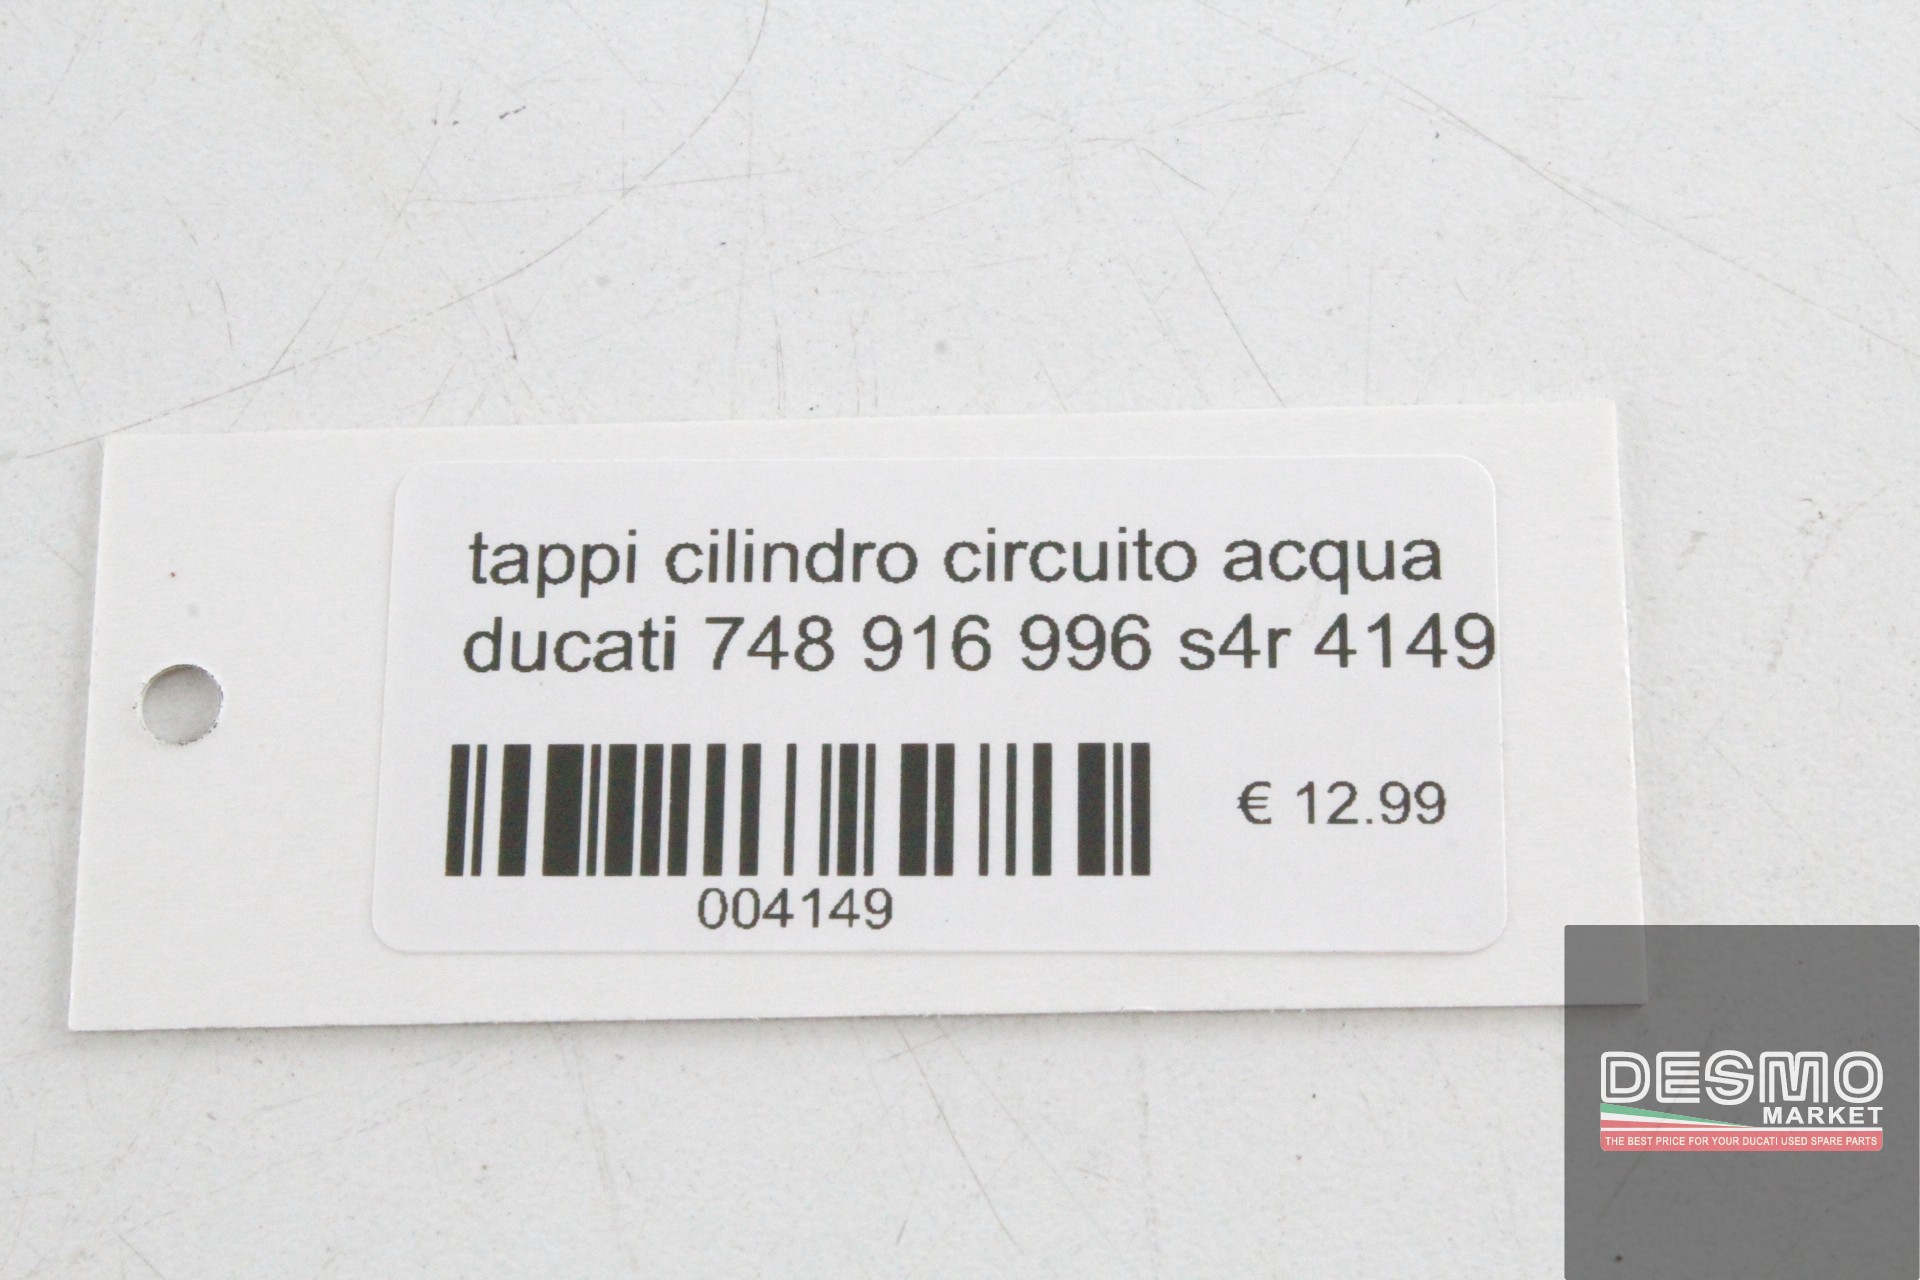 tappi cilindro circuito acqua
ducati 748 916 996 s4r 4149
€ 12.99
004149
DESMO
MARKET
THE BEST PRICE FOR YOUR DUCATI USED SPARE PARTS